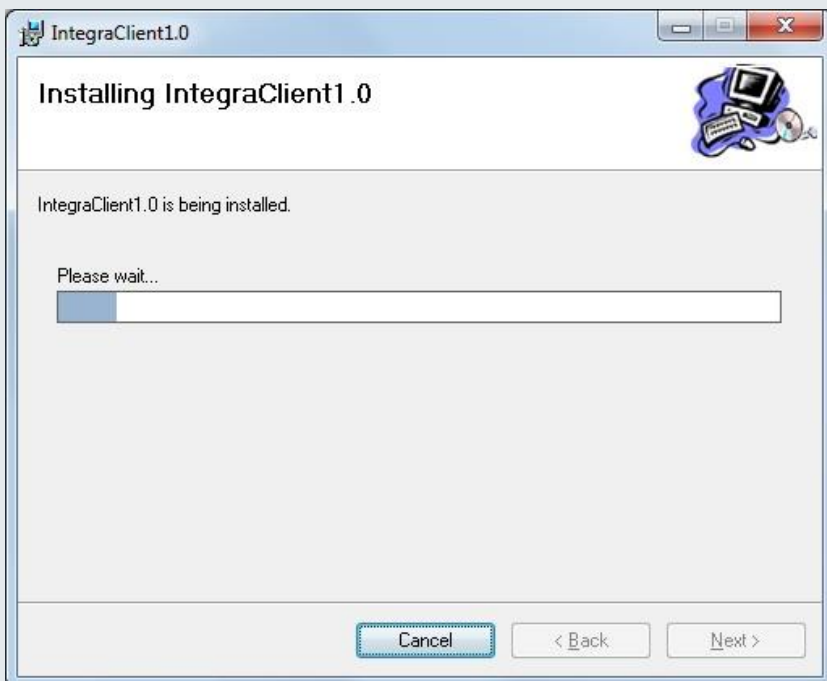 IntegraClient1.0
Installing IntegraClient1.0
IntegraClient1.0 is being installed.
Please wait...
Cancel
< Back
Next >